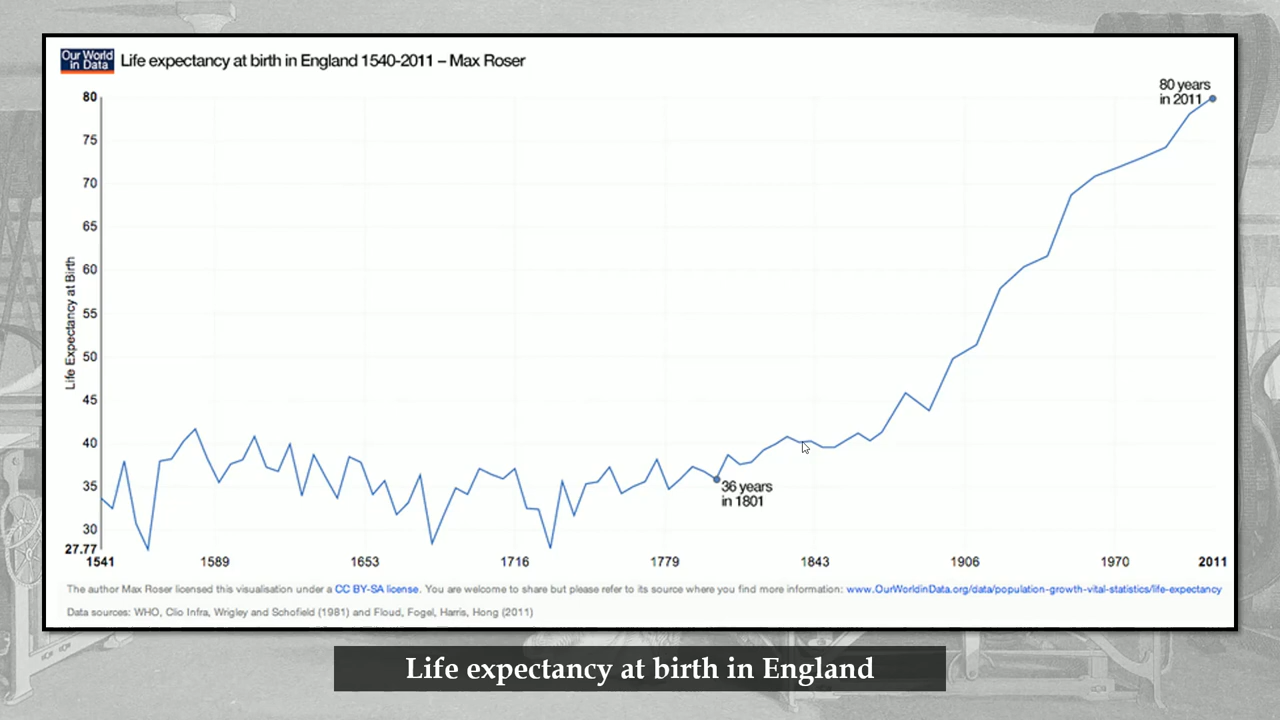 Our World
in Data
Life expectancy at birth in England 1540-2011 – Max Roser
80 years
in 2011
80
75
70
65
60
55
50
45
40
35
30
27.77
Life Expectancy at Birth
36 years
in 1801
1541 1589 1653 1716 1779 1843 1906 1970 2011
The author Max Roser licensed this visualisation under a CC BY-SA license. You are welcome to share but please refer to its source where you find more information: www.OurWorldinData.org/data/population-growth-vital-statistics/life-expectancy
Data sources: WHO, Clio Infra, Wrigley and Schofield (1981) and Floud, Fogel, Harris, Hong (2011)
Life expectancy at birth in England